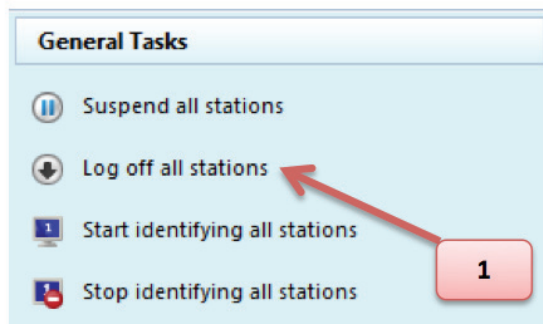 General Tasks
Suspend all stations
Log off all stations
Start identifying all stations
1
Stop identifying all stations